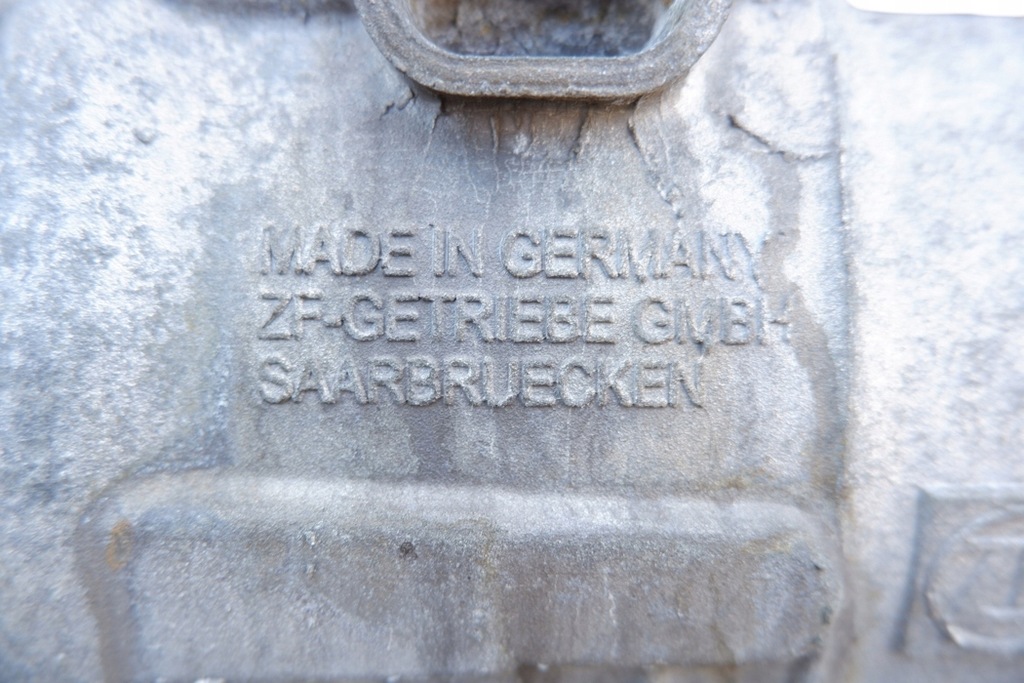 MADE IN GERMANY
ZF-GETRIEBE GMBH
SAARBRUECKEN